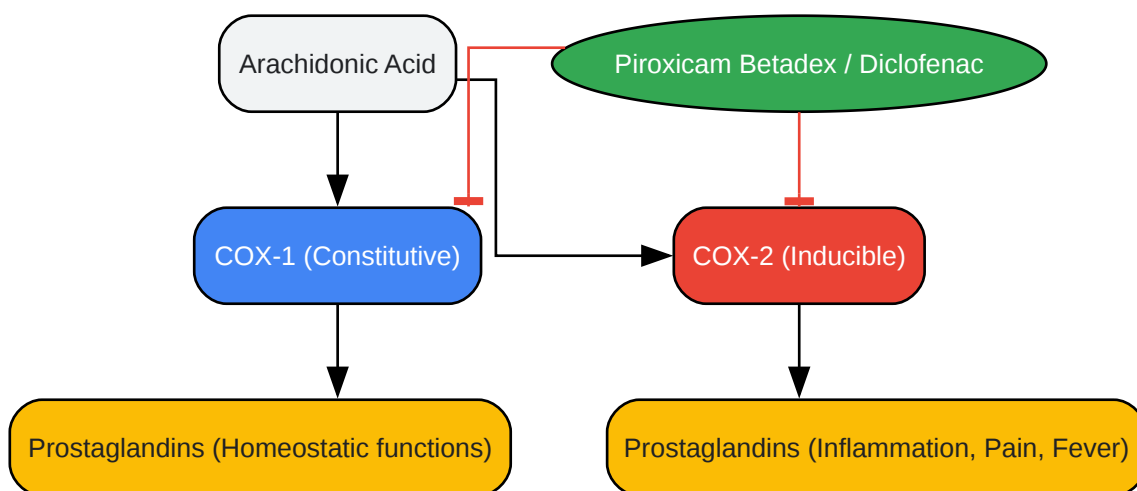 Arachidonic Acid
Piroxicam Betadex / Diclofenac
COX-1 (Constitutive)
COX-2 (Inducible)
Prostaglandins (Homeostatic functions)
Prostaglandins (Inflammation, Pain, Fever)